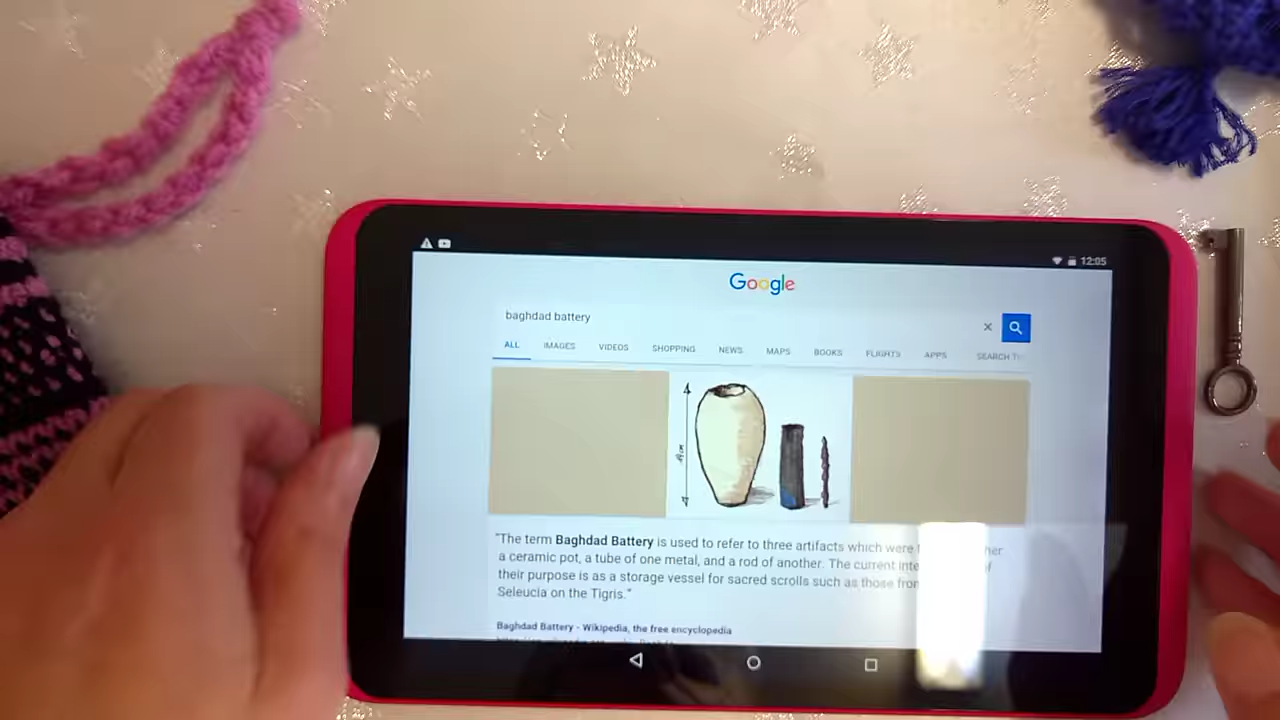 12:05
Google
baghdad battery
ALL IMAGES VIDEOS SHOPPING NEWS MAPS BOOKS FLIGHTS APPS SEARCH
"The term Baghdad Battery is used to refer to three artifacts which were
a ceramic pot, a tube of one metal, and a rod of another. The current
their purpose is as a storage vessel for sacred scrolls such as those from
Seleucia on the Tigris."
Baghdad Battery - Wikipedia, the free encyclopedia